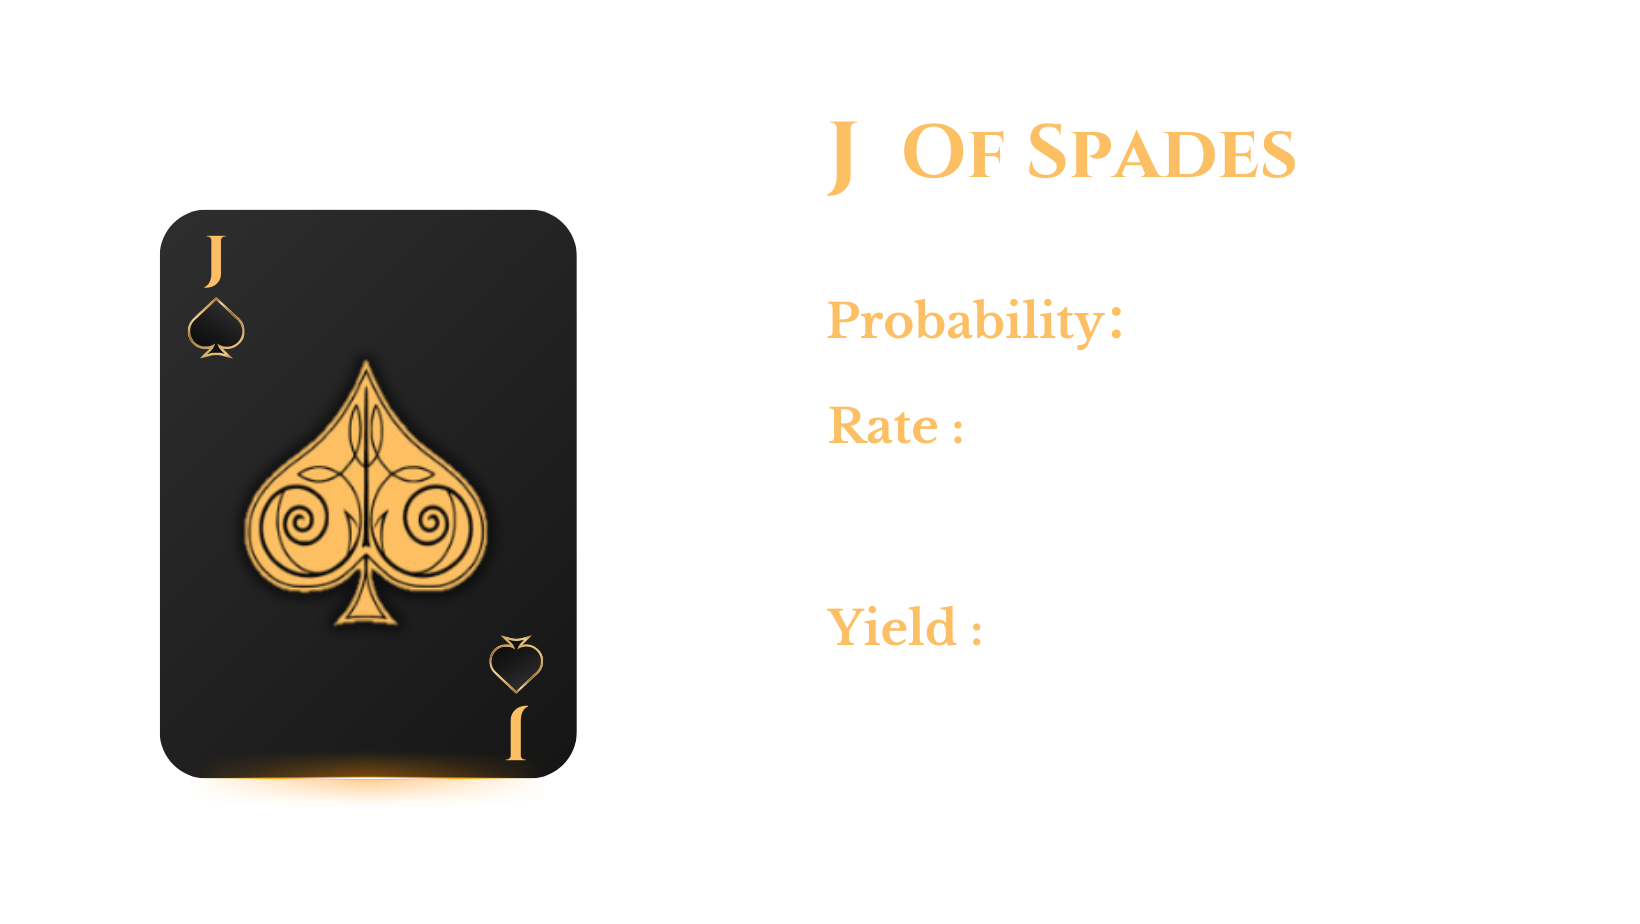 J Of Spades
J
Probability:
Rate :
Yield :
J